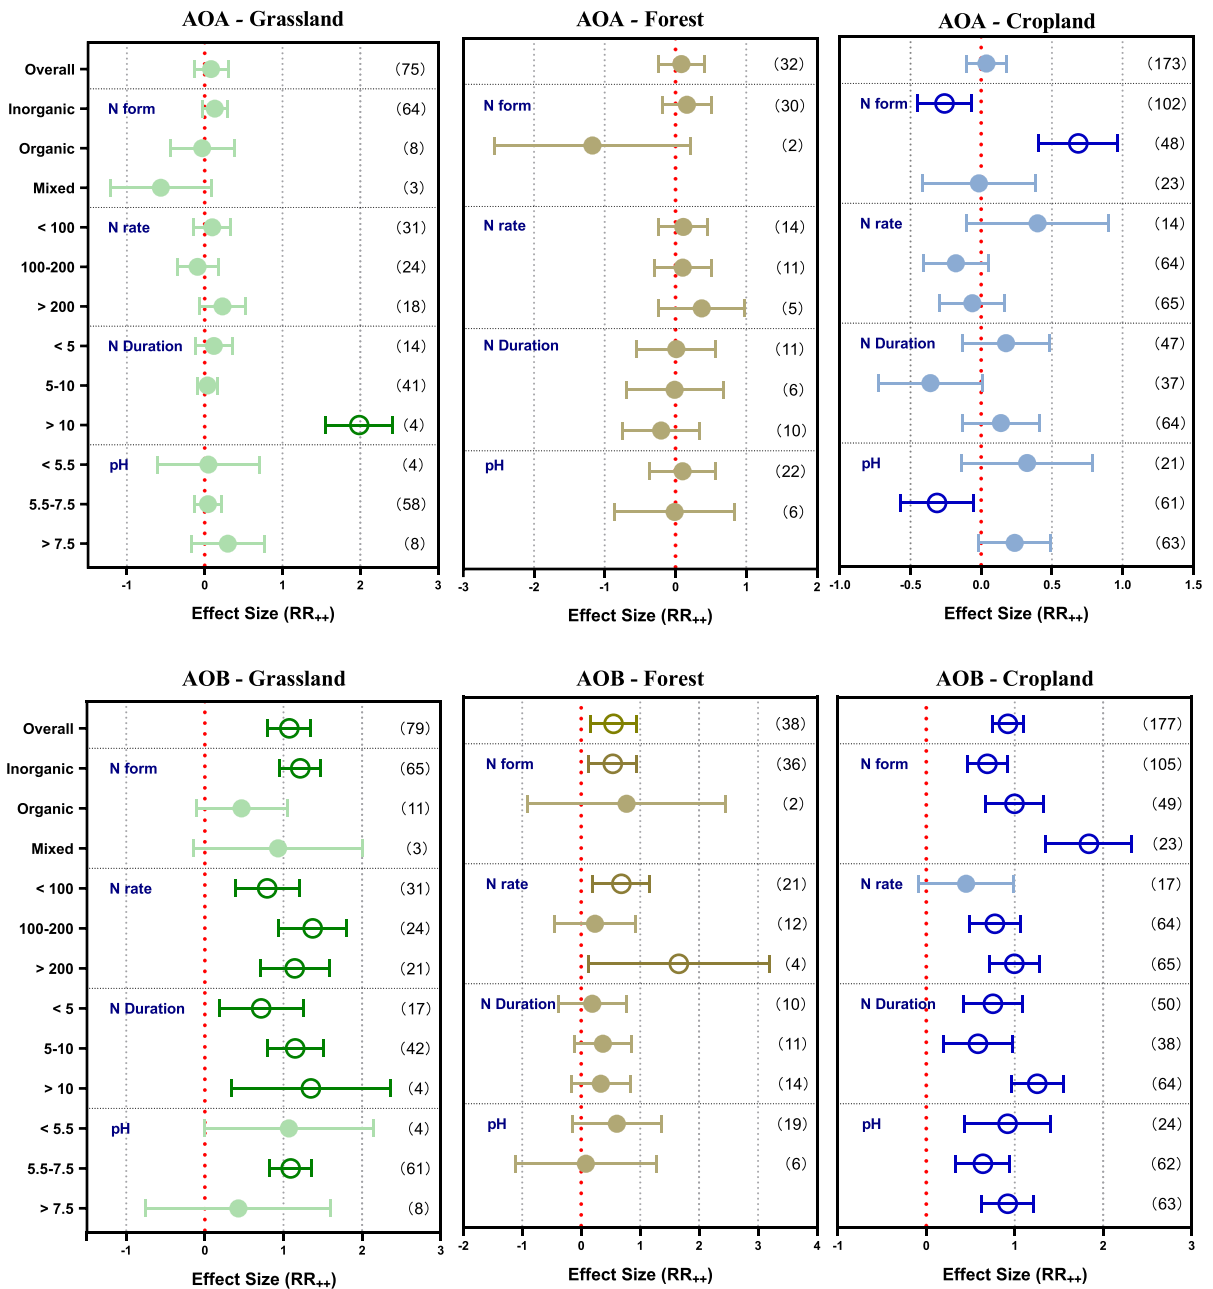 AOA - Grassland
AOA - Forest
AOA - Cropland
Overall (75) (32) (173)
Inorganic N form (64) N form (30) N form (102)
Organic (8) (2) (48)
Mixed (3) (23)
< 100 N rate (31) N rate (14) N rate (14)
100-200 (24) (11) (64)
> 200 (18) (5) (65)
< 5 N Duration (14) N Duration (11) N Duration (47)
5-10 (41) (6) (37)
> 10 (4) (10) (64)
< 5.5 pH (4) pH (22) pH (21)
5.5-7.5 (58) (6) (61)
> 7.5 (8) (63)
-1 0 1 2 3
-3 -2 -1 0 1 2
-1.0 -0.5 0.0 0.5 1.0 1.5
Effect Size (RR++)
Effect Size (RR++)
Effect Size (RR++)
AOB - Grassland
AOB - Forest
AOB - Cropland
Overall (79) (38) (177)
Inorganic N form (65) N form (36) N form (105)
Organic (11) (2) (49)
Mixed (3) (23)
< 100 N rate (31) N rate (21) N rate (17)
100-200 (24) (12) (64)
> 200 (21) (4) (65)
< 5 N Duration (17) N Duration (10) N Duration (50)
5-10 (42) (11) (38)
> 10 (4) (14) (64)
< 5.5 pH (4) pH (19) pH (24)
5.5-7.5 (61) (6) (62)
> 7.5 (8) (63)
-1 0 1 2 3
-2 -1 0 1 2 3 4
-1 0 1 2 3
Effect Size (RR++)
Effect Size (RR++)
Effect Size (RR++)